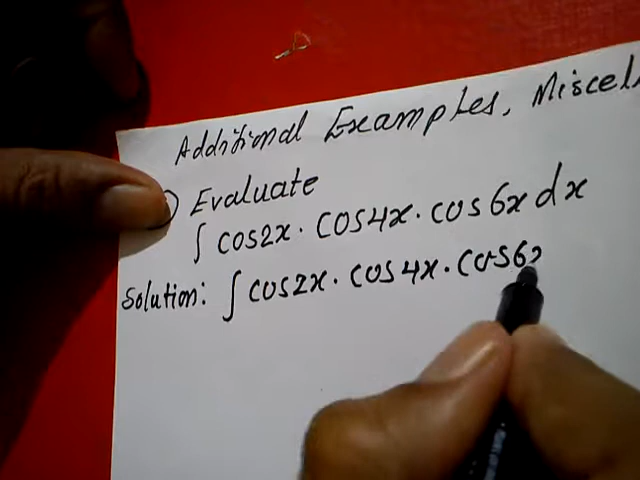 Additional Examples, Miscel
Evaluate
∫ cos2x · cos4x · cos6x dx
Solution: ∫ cos2x · cos4x · cos6